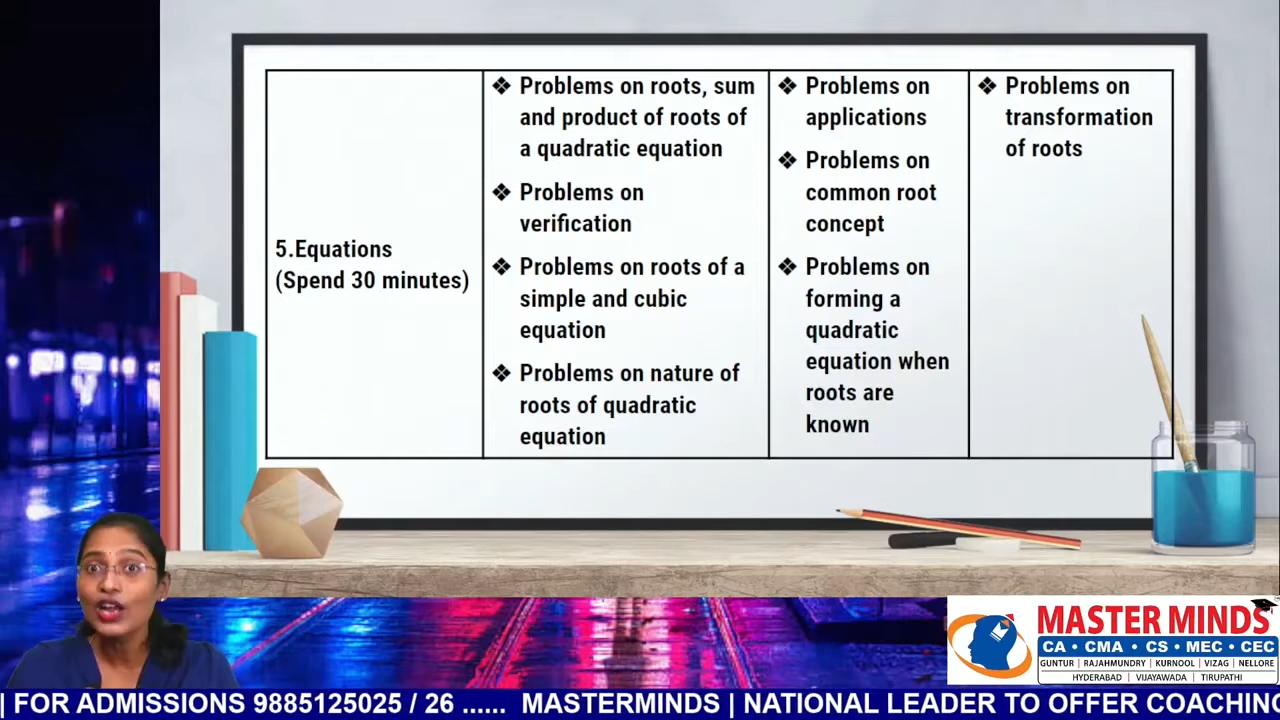 5.Equations
(Spend 30 minutes)
❖ Problems on roots, sum
and product of roots of
a quadratic equation
❖ Problems on
verification
❖ Problems on roots of a
simple and cubic
equation
❖ Problems on nature of
roots of quadratic
equation
❖ Problems on
applications
❖ Problems on
common root
concept
❖ Problems on
forming a
quadratic
equation when
roots are
known
❖ Problems on
transformation
of roots
MASTER MINDS
CA • CMA • CS • MEC • CEC
GUNTUR | RAJAHMUNDRY | KURNOOL | VIZAG | NELLORE
HYDERABAD | VIJAYAWADA | TIRUPATHI
| FOR ADMISSIONS 9885125025 / 26 ...... MASTERMINDS | NATIONAL LEADER TO OFFER COACHING